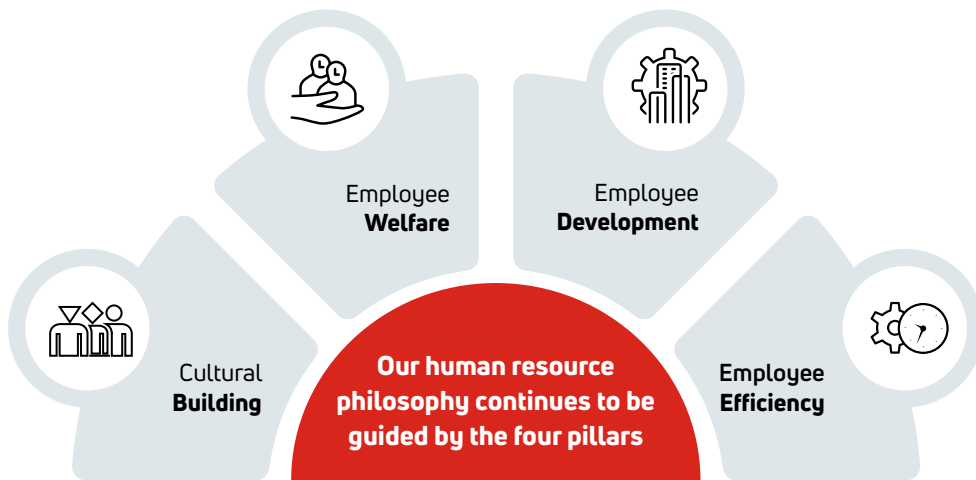 Cultural
Building
Employee
Welfare
Employee
Development
Employee
Efficiency
Our human resource
philosophy continues to be
guided by the four pillars